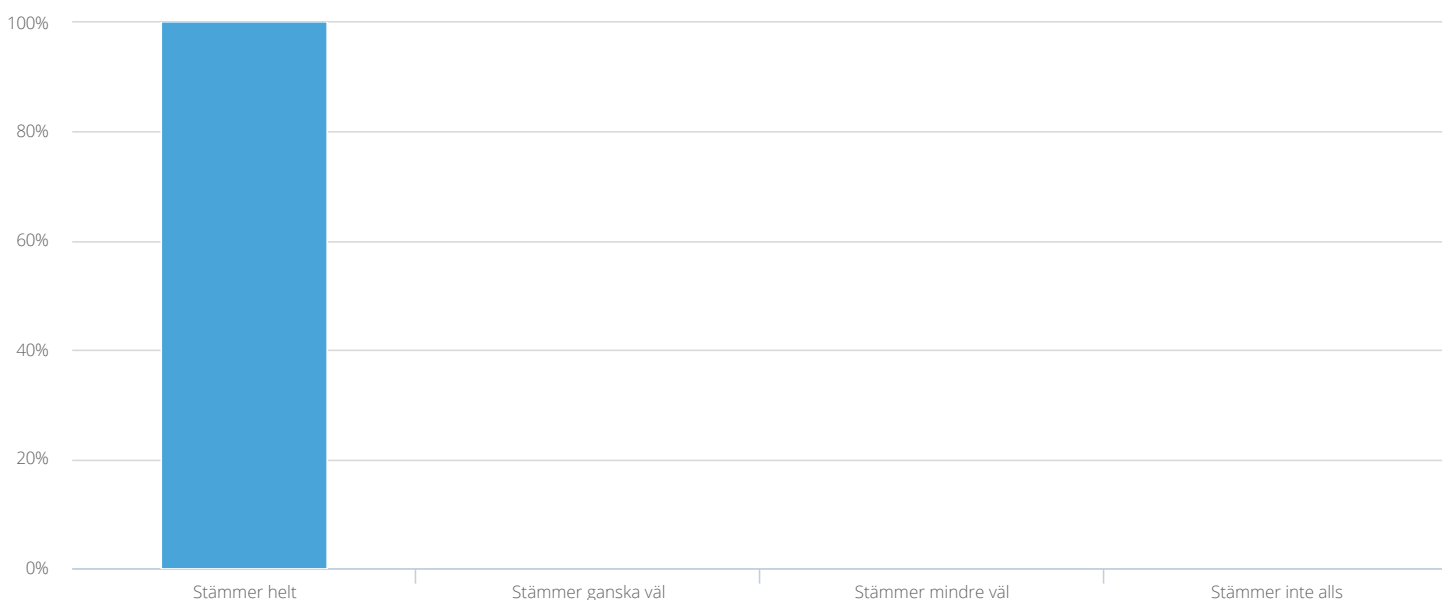 100%
80%
60%
40%
20%
0%
Stämmer helt
Stämmer ganska väl
Stämmer mindre väl
Stämmer inte alls